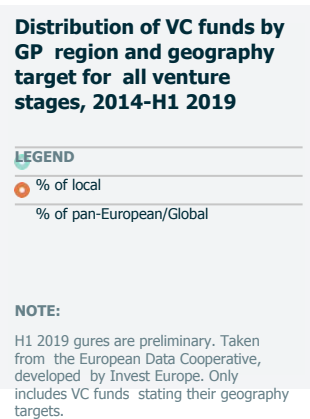 Distribution of VC funds by
GP region and geography
target for all venture
stages, 2014-H1 2019
LEGEND
% of local
% of pan-European/Global
NOTE:
H1 2019 gures are preliminary. Taken
from the European Data Cooperative,
developed by Invest Europe. Only
includes VC funds stating their geography
targets.